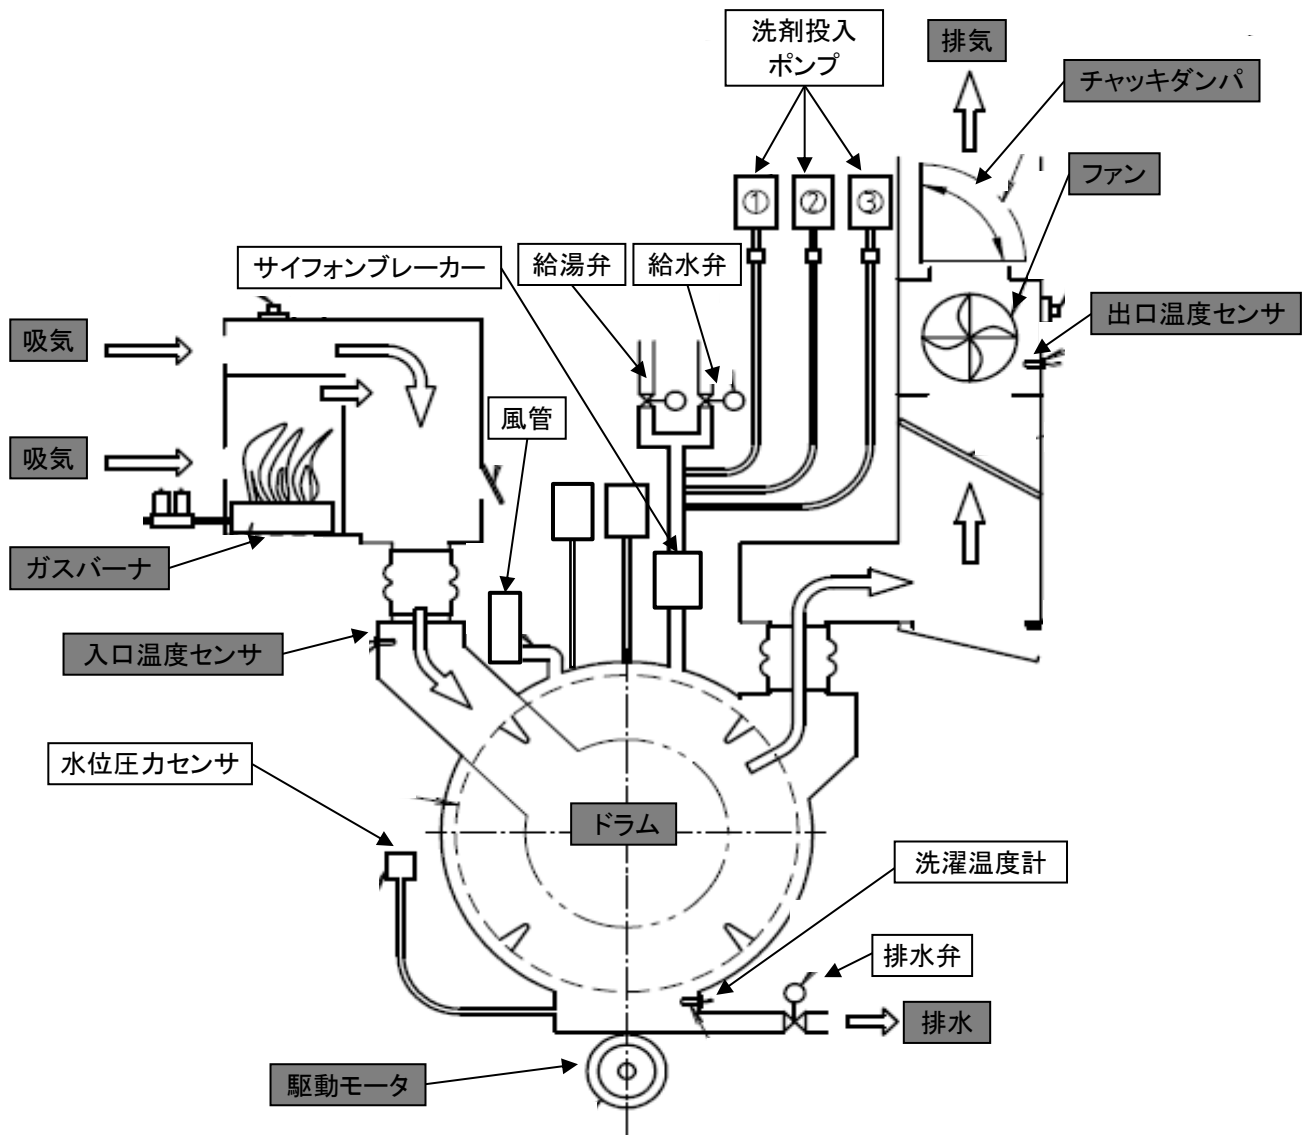 洗剤投入
ポンプ
排気
チャッキダンパ
ファン
①
②
③
サイフォンブレーカー
給湯弁
給水弁
出口温度センサ
吸気
風管
吸気
ガスバーナ
入口温度センサ
水位圧力センサ
ドラム
洗濯温度計
排水弁
排水
駆動モータ